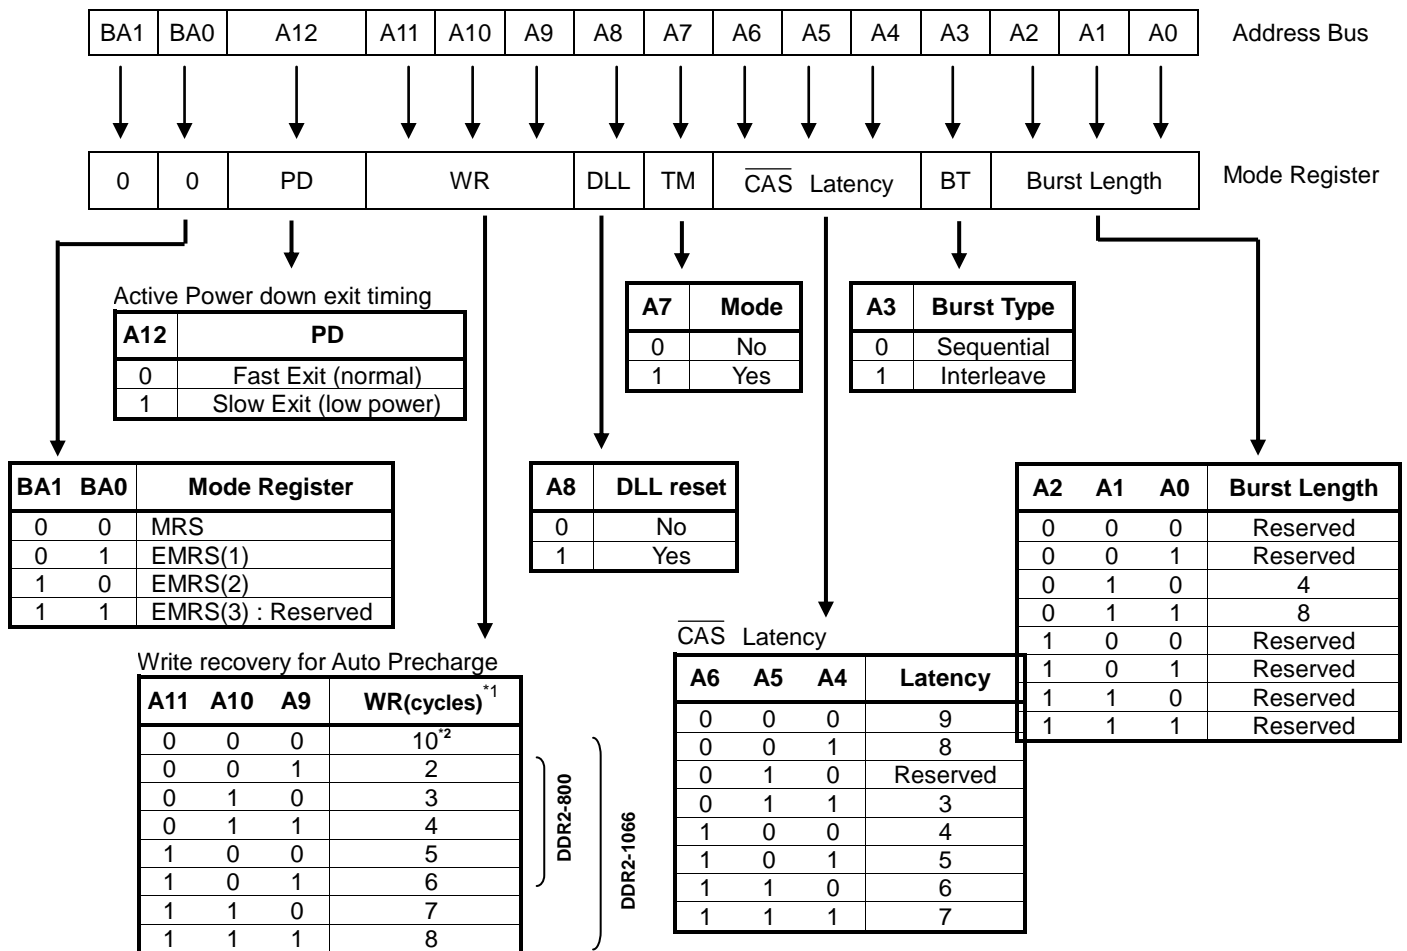 BA1 BA0 A12 A11 A10 A9 A8 A7 A6 A5 A4 A3 A2 A1 A0 Address Bus
0 0 PD WR DLL TM CAS Latency BT Burst Length Mode Register
Active Power down exit timing
A12 PD
0 Fast Exit (normal)
1 Slow Exit (low power)
A7 Mode
0 No
1 Yes
A3 Burst Type
0 Sequential
1 Interleave
BA1 BA0 Mode Register
0 0 MRS
0 1 EMRS(1)
1 0 EMRS(2)
1 1 EMRS(3) : Reserved
A8 DLL reset
0 No
1 Yes
A2 A1 A0 Burst Length
0 0 0 Reserved
0 0 1 Reserved
0 1 0 4
0 1 1 8
1 0 0 Reserved
1 0 1 Reserved
1 1 0 Reserved
1 1 1 Reserved
Write recovery for Auto Precharge
A11 A10 A9 WR(cycles)*1
0 0 0 10*2
0 0 1 2
0 1 0 3
0 1 1 4
1 0 0 5
1 0 1 6
1 1 0 7
1 1 1 8
DDR2-800
DDR2-1066
CAS Latency
A6 A5 A4 Latency
0 0 0 9
0 0 1 8
0 1 0 Reserved
0 1 1 3
1 0 0 4
1 0 1 5
1 1 0 6
1 1 1 7